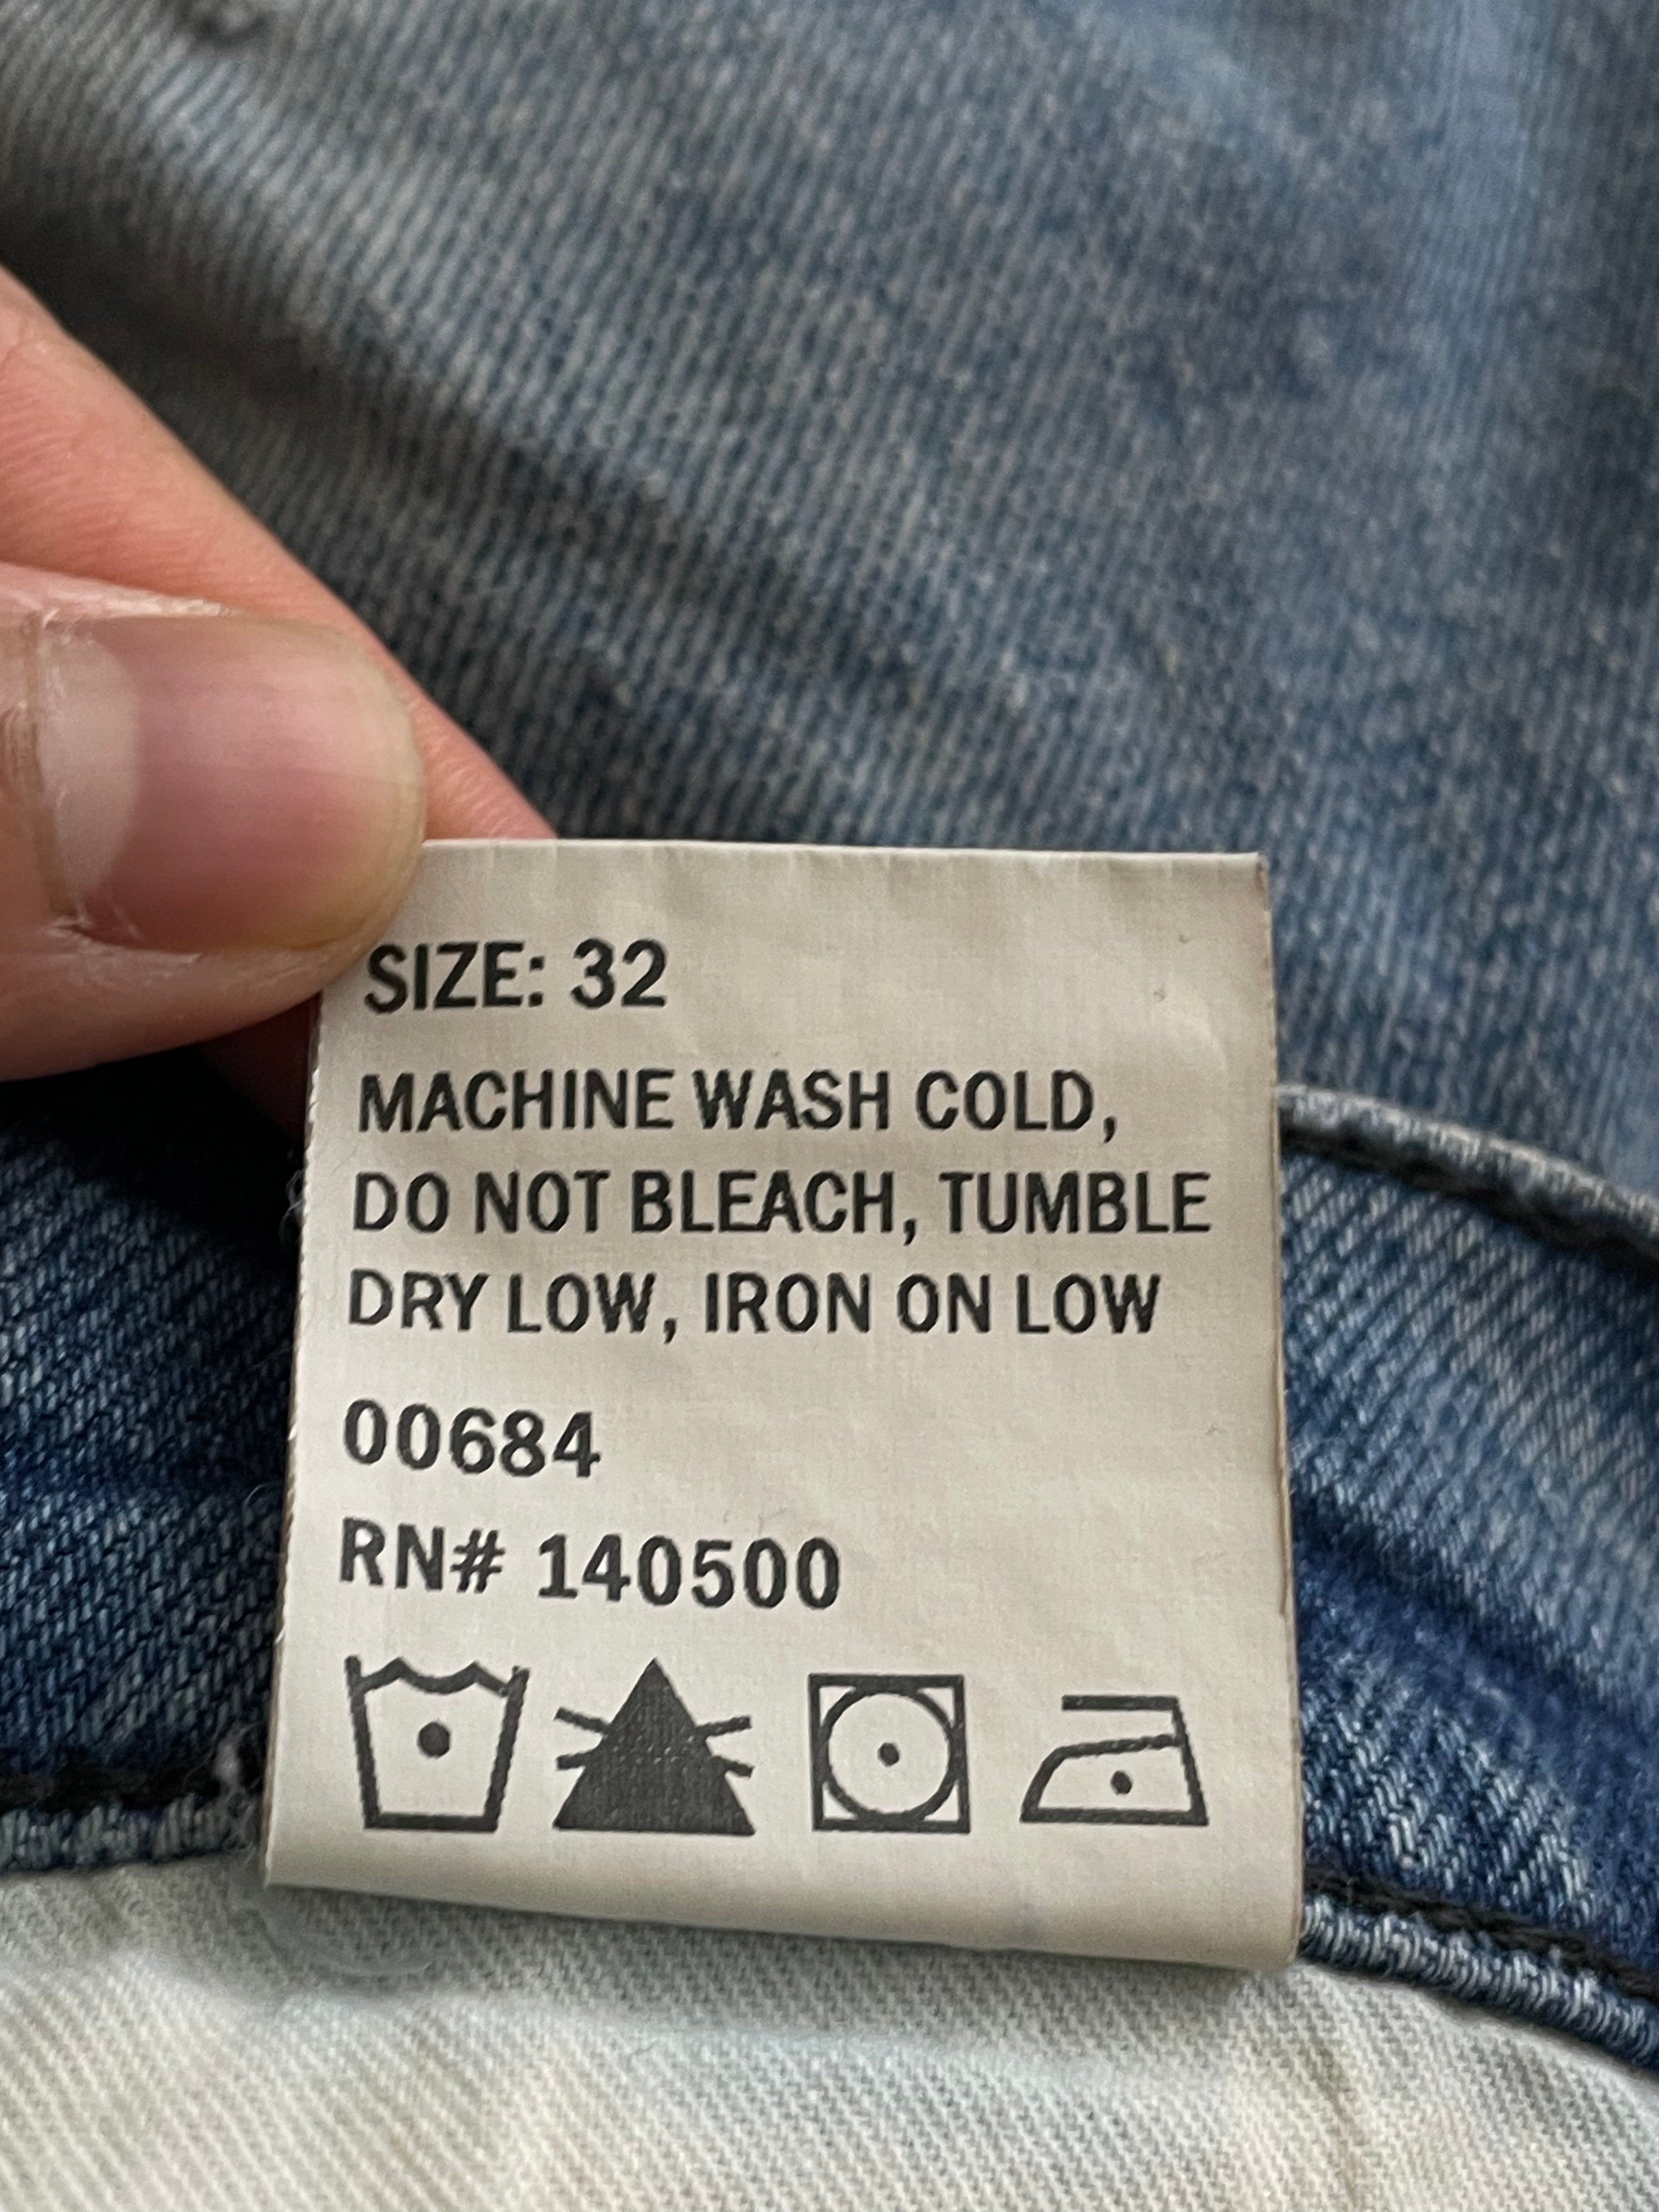 SIZE: 32
MACHINE WASH COLD,
DO NOT BLEACH, TUMBLE
DRY LOW, IRON ON LOW
00684
RN# 140500